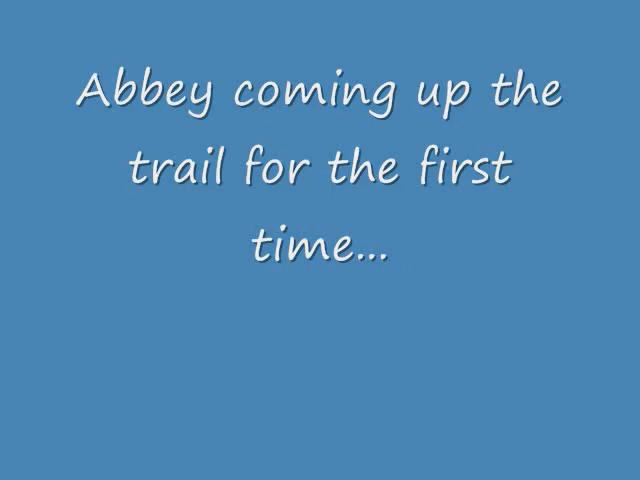 Abbey coming up the
trail for the first
time...